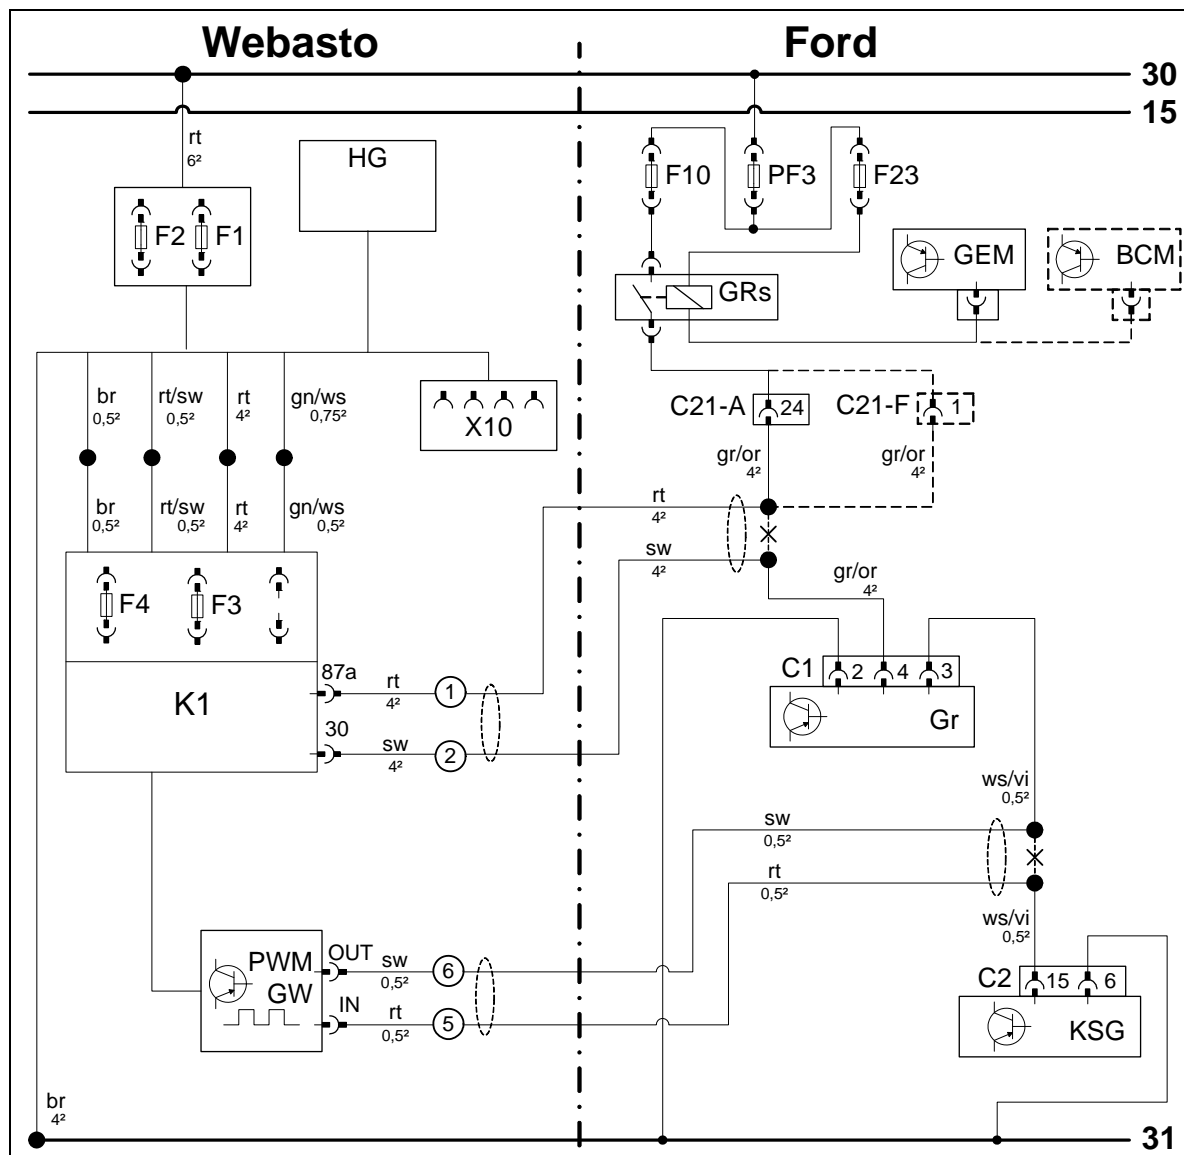 Webasto
Ford
30
15
rt
6²
HG
F2
F1
F10
PF3
F23
GEM
BCM
GRs
br
0,5²
rt/sw
0,5²
rt
4²
gn/ws
0,75²
X10
C21-A
24
C21-F
1
gr/or
4²
gr/or
4²
br
0,5²
rt/sw
0,5²
rt
4²
gn/ws
0,5²
rt
4²
sw
4²
gr/or
4²
F4
F3
K1
87a
rt
4²
1
30
sw
4²
2
C1
2
4
3
Gr
ws/vi
0,5²
sw
0,5²
rt
0,5²
ws/vi
0,5²
PWM
GW
OUT
sw
0,5²
6
IN
rt
0,5²
5
C2
15
6
KSG
br
4²
31